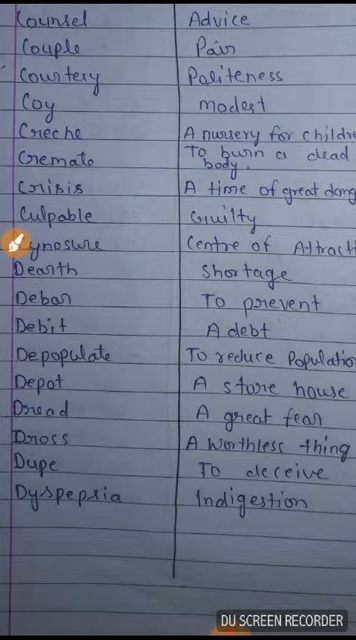 Counsel Advice
Couple Pair
Courtery Paliteness
Coy modest
Creche A nursery for childre
Cremate To burn a dead
body.
Crisis A time of great dang
Culpable Guilty
ynosure Centre of Attracti
Dearth shortage
Debar To prevent
Debit A debt
Depopulate To reduce Population
Depot A store house
Dread A great fear
Dross A worthless thing
Dupe To deceive
Dyspepsia Indigestion
DU SCREEN RECORDER